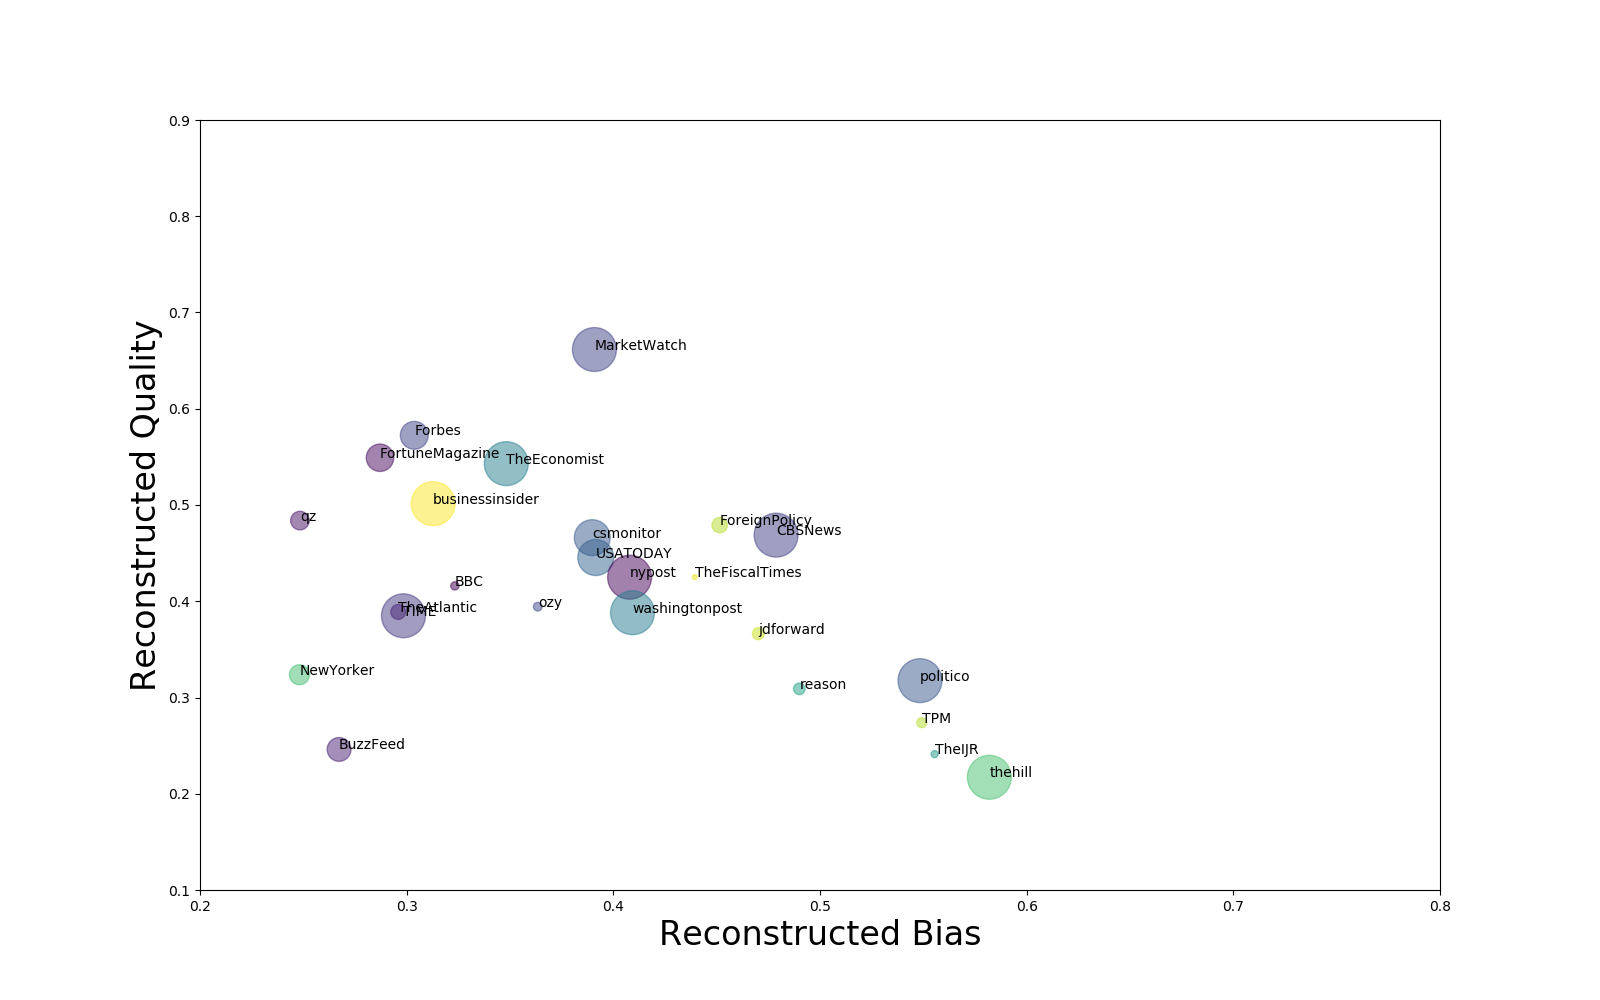 0.9
0.8
0.7
0.6
0.5
0.4
0.3
0.2
0.1
Reconstructed Quality
MarketWatch
Forbes
FortuneMagazine
TheEconomist
businessinsider
qz
ForeignPolicy
CBSNews
csmonitor
USATODAY
nypost
TheFiscalTimes
BBC
ozy
TheAtlantic
TIME
washingtonpost
jdforward
NewYorker
politico
reason
TPM
BuzzFeed
TheIJR
thehill
0.2 0.3 0.4 0.5 0.6 0.7 0.8
Reconstructed Bias